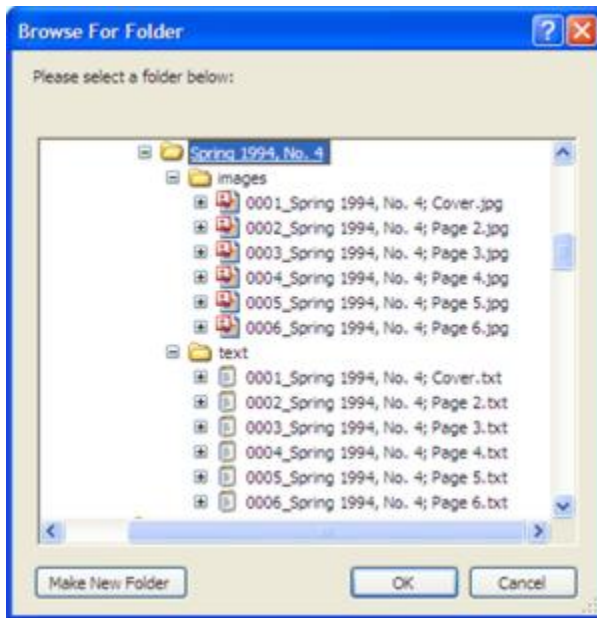 Browse For Folder
Please select a folder below:
Spring 1994, No. 4
images
0001_Spring 1994, No. 4; Cover.jpg
0002_Spring 1994, No. 4; Page 2.jpg
0003_Spring 1994, No. 4; Page 3.jpg
0004_Spring 1994, No. 4; Page 4.jpg
0005_Spring 1994, No. 4; Page 5.jpg
0006_Spring 1994, No. 4; Page 6.jpg
text
0001_Spring 1994, No. 4; Cover.txt
0002_Spring 1994, No. 4; Page 2.txt
0003_Spring 1994, No. 4; Page 3.txt
0004_Spring 1994, No. 4; Page 4.txt
0005_Spring 1994, No. 4; Page 5.txt
0006_Spring 1994, No. 4; Page 6.txt
Make New Folder OK Cancel